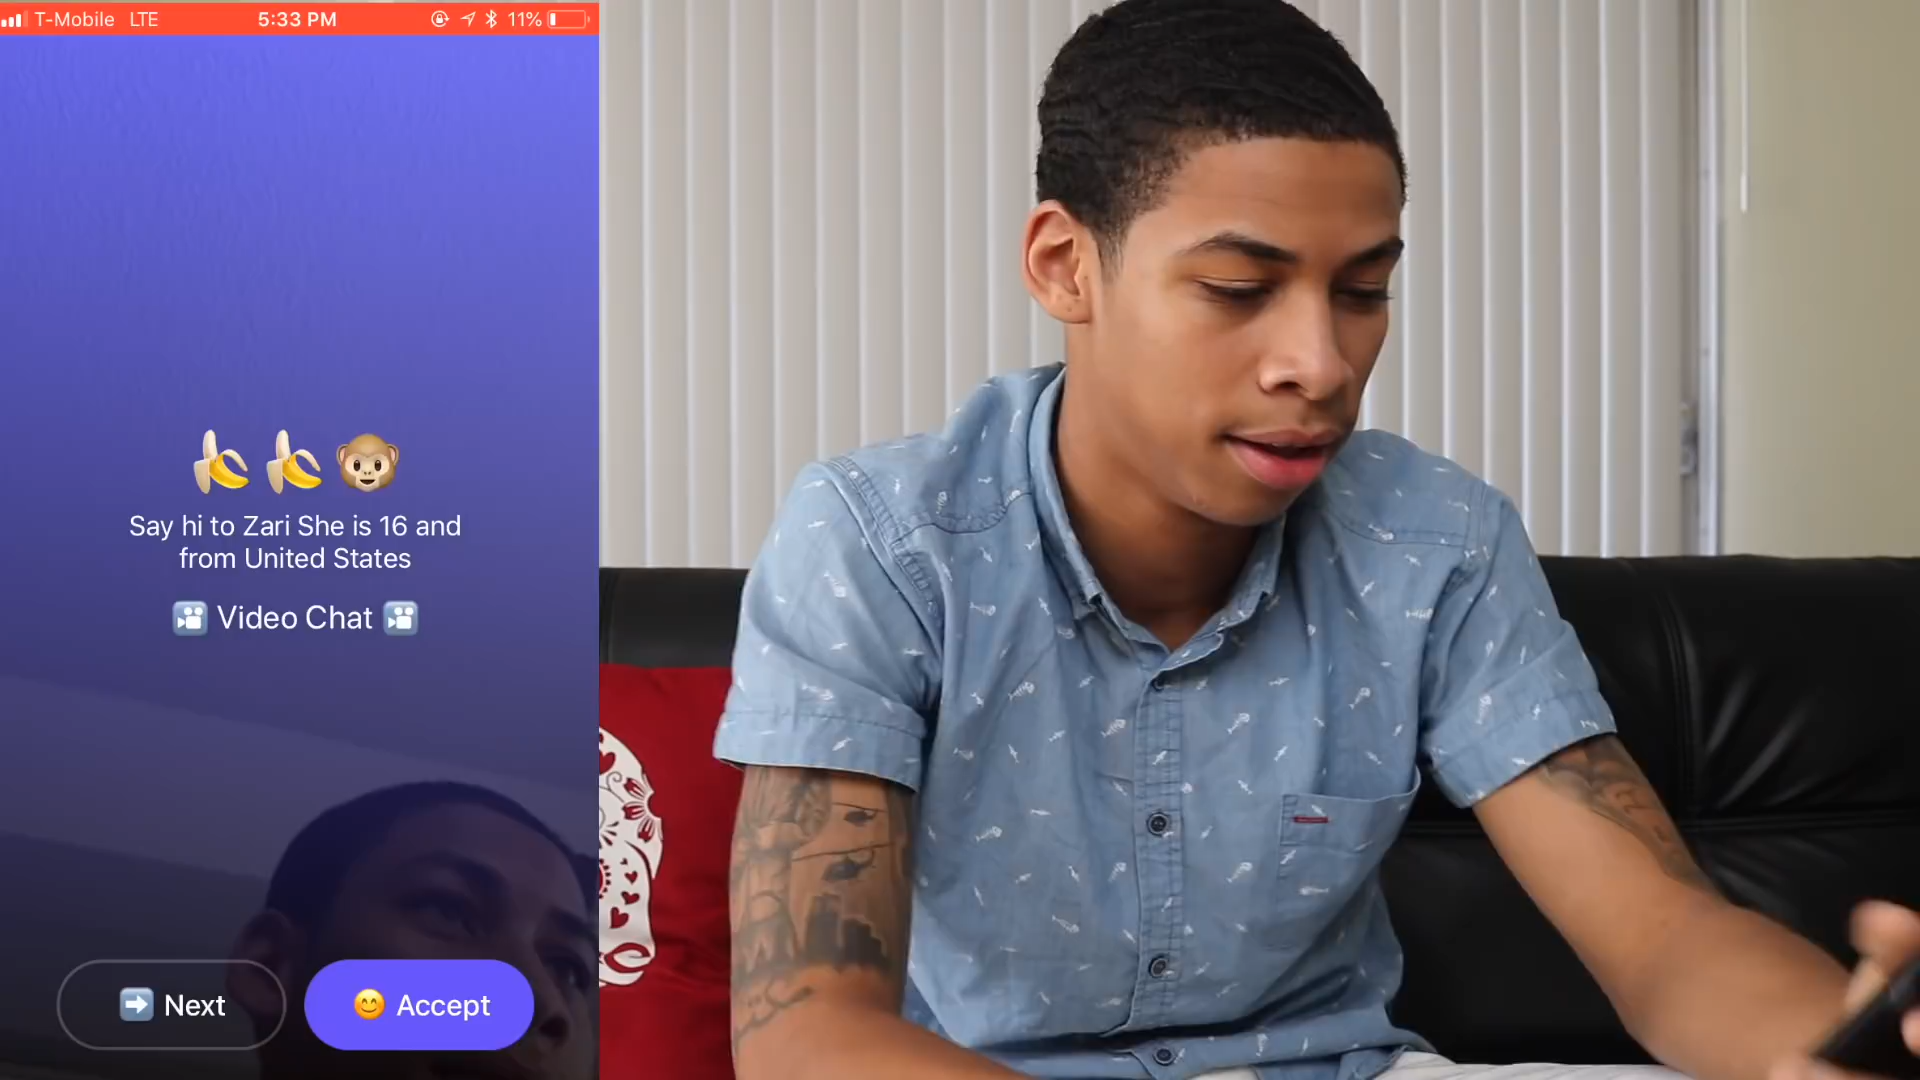 T-Mobile LTE 5:33 PM 11%
Say hi to Zari She is 16 and
from United States
Video Chat
Next
Accept